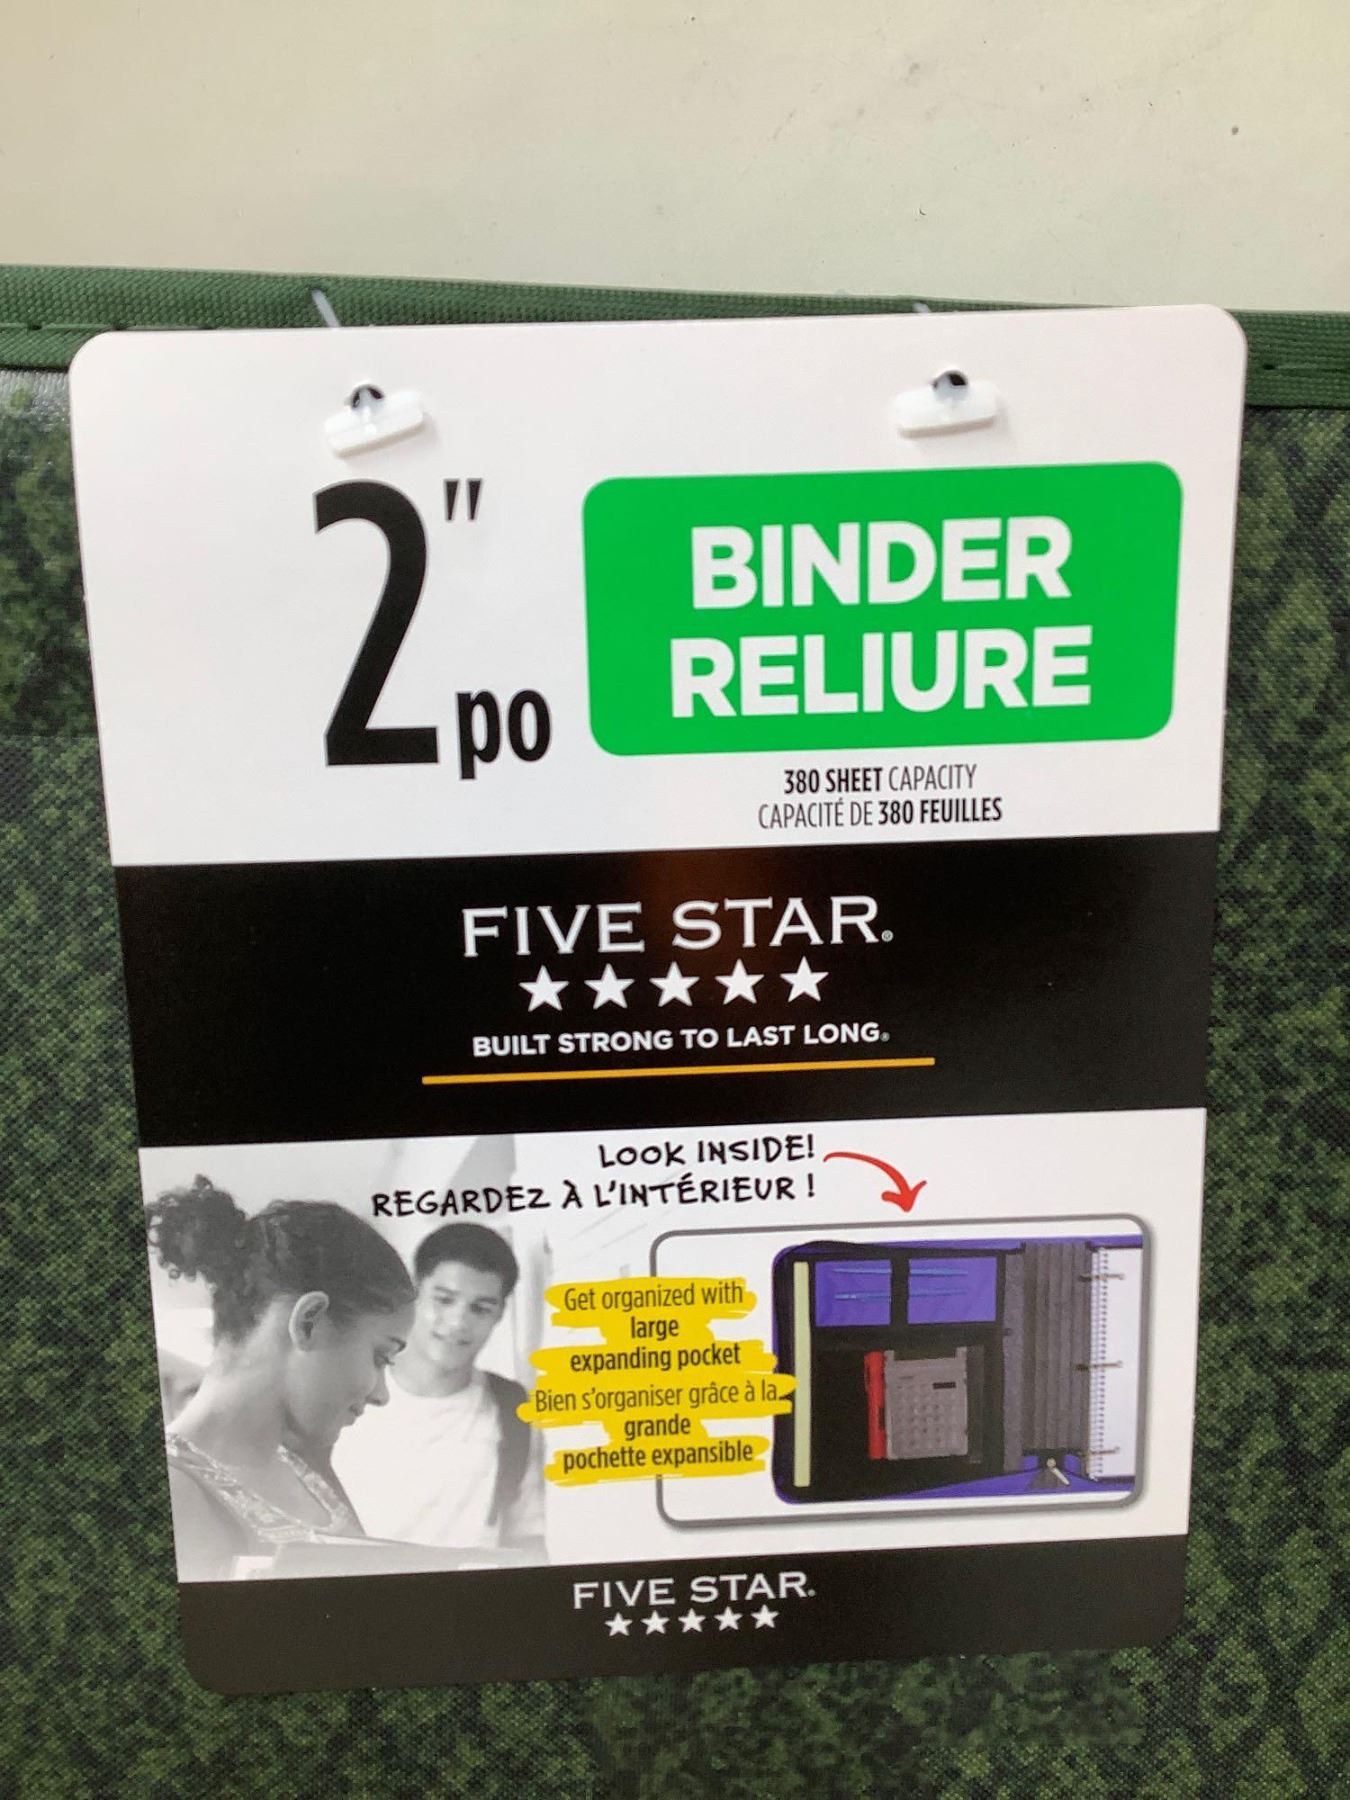 2" po
BINDER
RELIURE
380 SHEET CAPACITY
CAPACITÉ DE 380 FEUILLES
FIVE STAR®
★★★★★
BUILT STRONG TO LAST LONG®
LOOK INSIDE!
REGARDEZ À L'INTÉRIEUR !
Get organized with
large
expanding pocket
Bien s'organiser grâce à la
grande
pochette expansible
FIVE STAR®
★★★★★